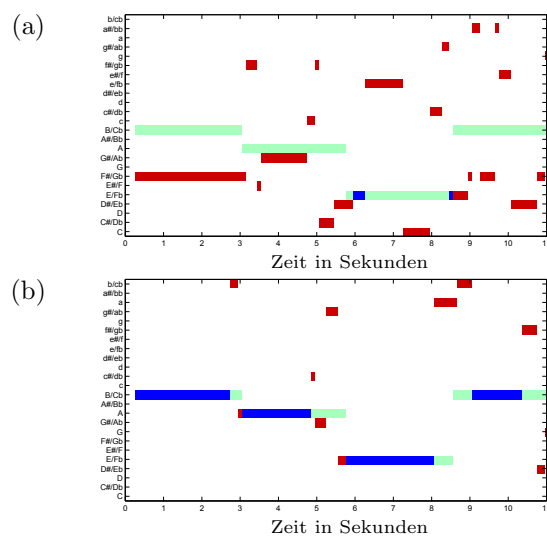 (a)
b/cb
a#/bb
a
g#/ab
g
f#/gb
e#/f
e/fb
d#/eb
d
c#/db
c
B/Cb
A#/Bb
A
G#/Ab
G
F#/Gb
E#/F
E/Fb
D#/Eb
D
C#/Db
C
0 1 2 3 4 5 6 7 8 9 10 11
Zeit in Sekunden
(b)
b/cb
a#/bb
a
g#/ab
g
f#/gb
e#/f
e/fb
d#/eb
d
c#/db
c
B/Cb
A#/Bb
A
G#/Ab
G
F#/Gb
E#/F
E/Fb
D#/Eb
D
C#/Db
C
0 1 2 3 4 5 6 7 8 9 10 11
Zeit in Sekunden